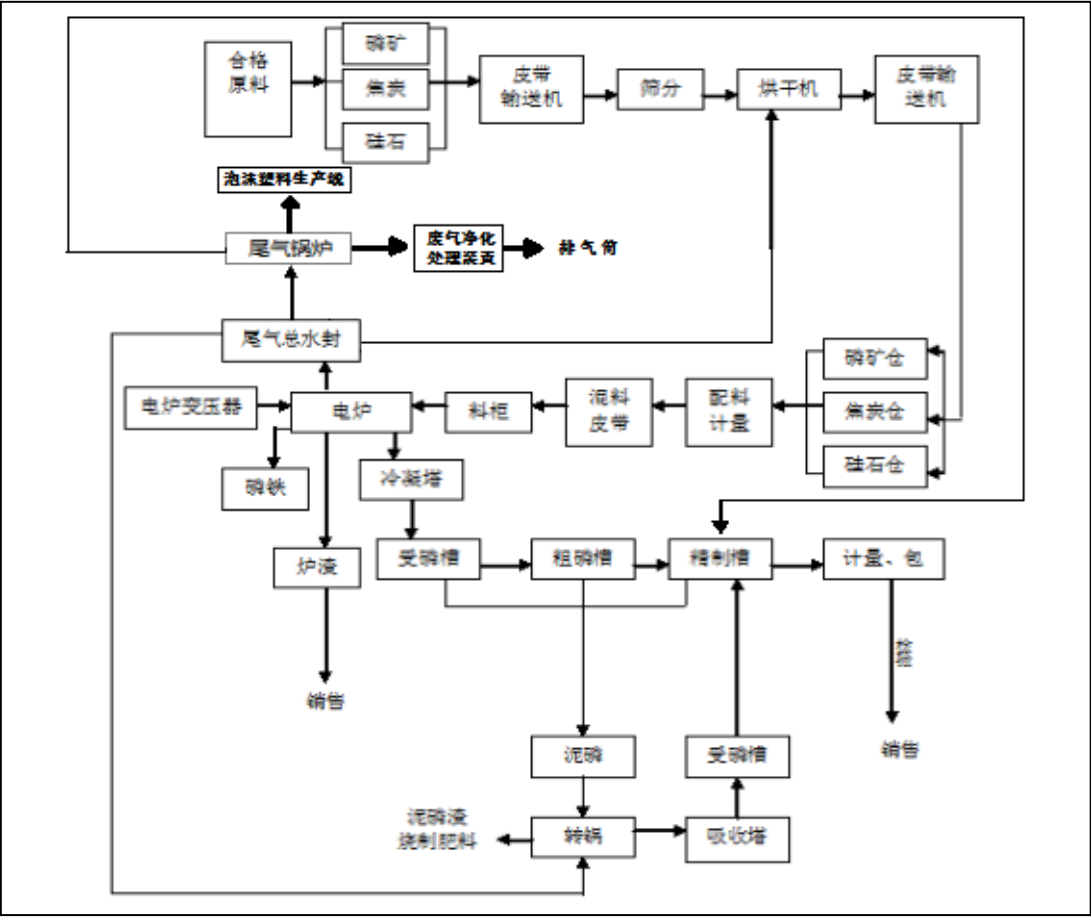 合格
原料
磷矿
焦炭
硅石
皮带
输送机
筛分
烘干机
皮带输
送机
泡沫塑料生产线
尾气锅炉
废气净化
处理装置
排气筒
尾气总水封
电炉变压器
电炉
料柜
混料
皮带
配料
计量
磷矿仓
焦炭仓
硅石仓
磷铁
冷凝塔
炉渣
受磷槽
粗磷槽
精制槽
计量、包
检验
销售
销售
泥磷
受磷槽
泥磷渣
烧制肥料
转锅
吸收塔